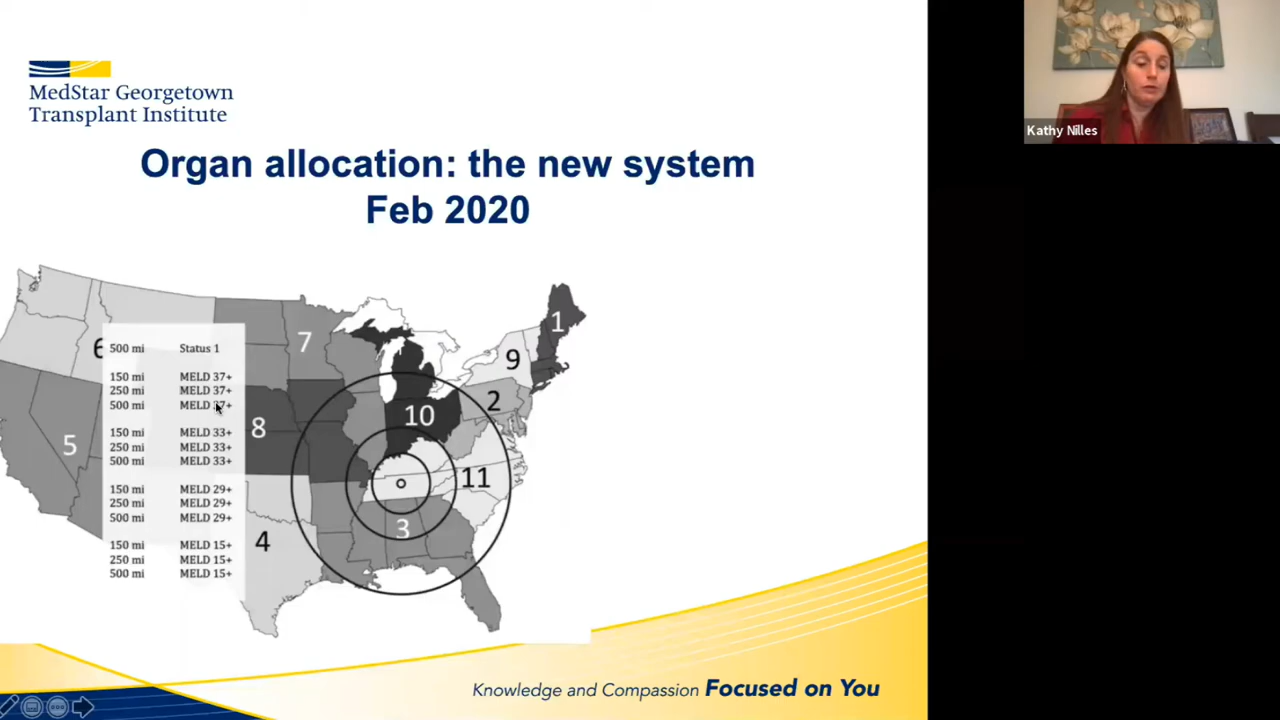 MedStar Georgetown
Transplant Institute
Kathy Nilles
Organ allocation: the new system
Feb 2020
1
7
6
9
2
10
8
5
11
3
4
500 mi Status 1
150 mi MELD 37+
250 mi MELD 37+
500 mi MELD 37+
150 mi MELD 33+
250 mi MELD 33+
500 mi MELD 33+
150 mi MELD 29+
250 mi MELD 29+
500 mi MELD 29+
150 mi MELD 15+
250 mi MELD 15+
500 mi MELD 15+
Knowledge and Compassion Focused on You